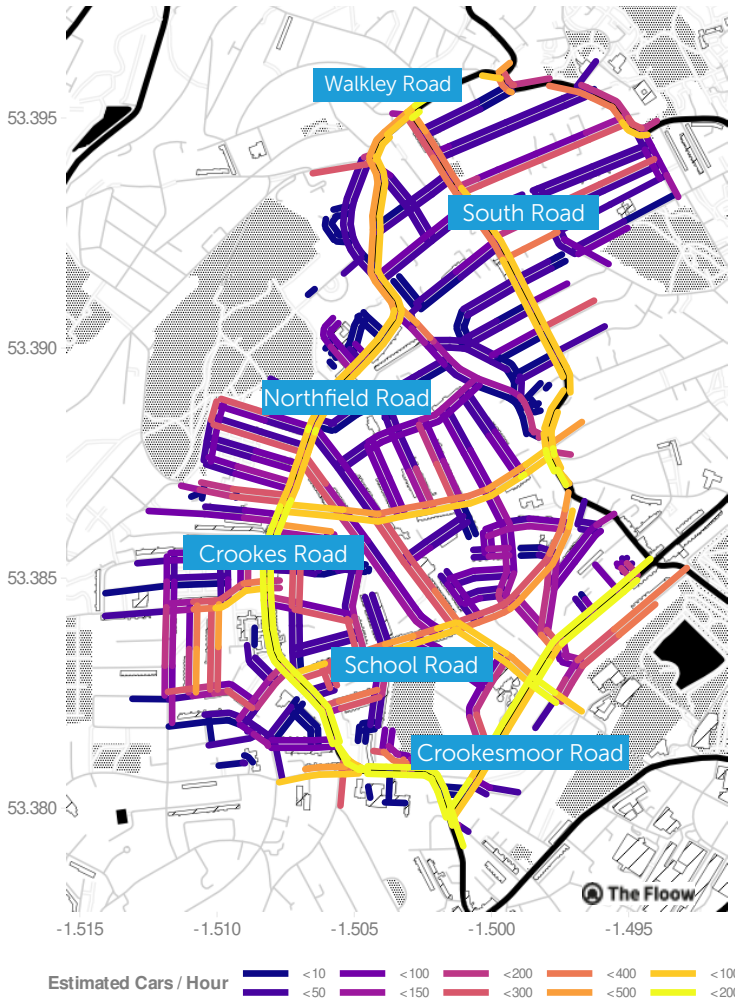 Walkley Road
53.395
South Road
53.390
Northfield Road
Crookes Road
53.385
School Road
Crookesmoor Road
53.380
The Floow
-1.515 -1.510 -1.505 -1.500 -1.495
Estimated Cars / Hour <10 <100 <200 <400 <100
<50 <150 <300 <500 <200